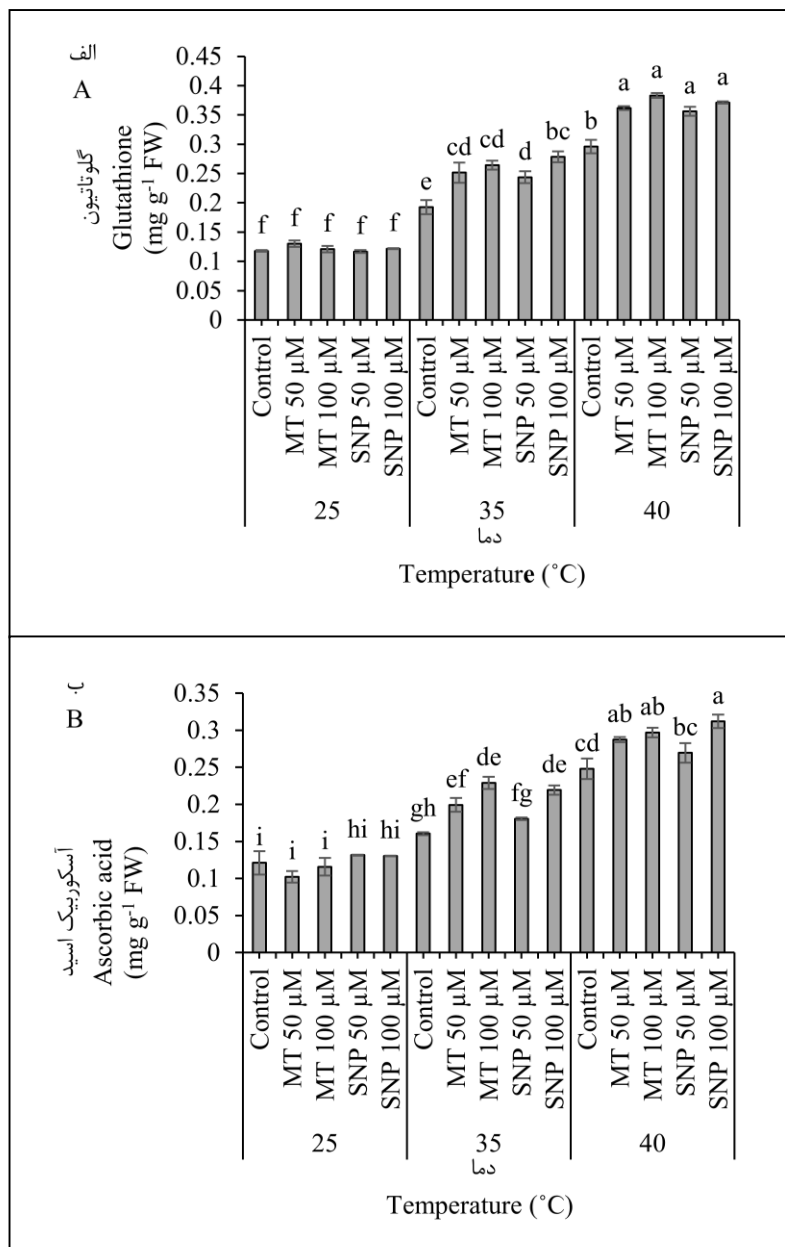 الف
A
گلوتاتیون
Glutathione
(mg g-1 FW)
0.45
0.4
0.35
0.3
0.25
0.2
0.15
0.1
0.05
0
f f f f f e cd cd d bc b a a a a
Control MT 50 µM MT 100 µM SNP 50 µM SNP 100 µM Control MT 50 µM MT 100 µM SNP 50 µM SNP 100 µM Control MT 50 µM MT 100 µM SNP 50 µM SNP 100 µM
25 35 40
دما
Temperature (˚C)
ب
B
آسکوربیک اسید
Ascorbic acid
(mg g-1 FW)
0.35
0.3
0.25
0.2
0.15
0.1
0.05
0
i i i hi hi gh ef de fg de cd ab ab bc a
Control MT 50 µM MT 100 µM SNP 50 µM SNP 100 µM Control MT 50 µM MT 100 µM SNP 50 µM SNP 100 µM Control MT 50 µM MT 100 µM SNP 50 µM SNP 100 µM
25 35 40
دما
Temperature (˚C)